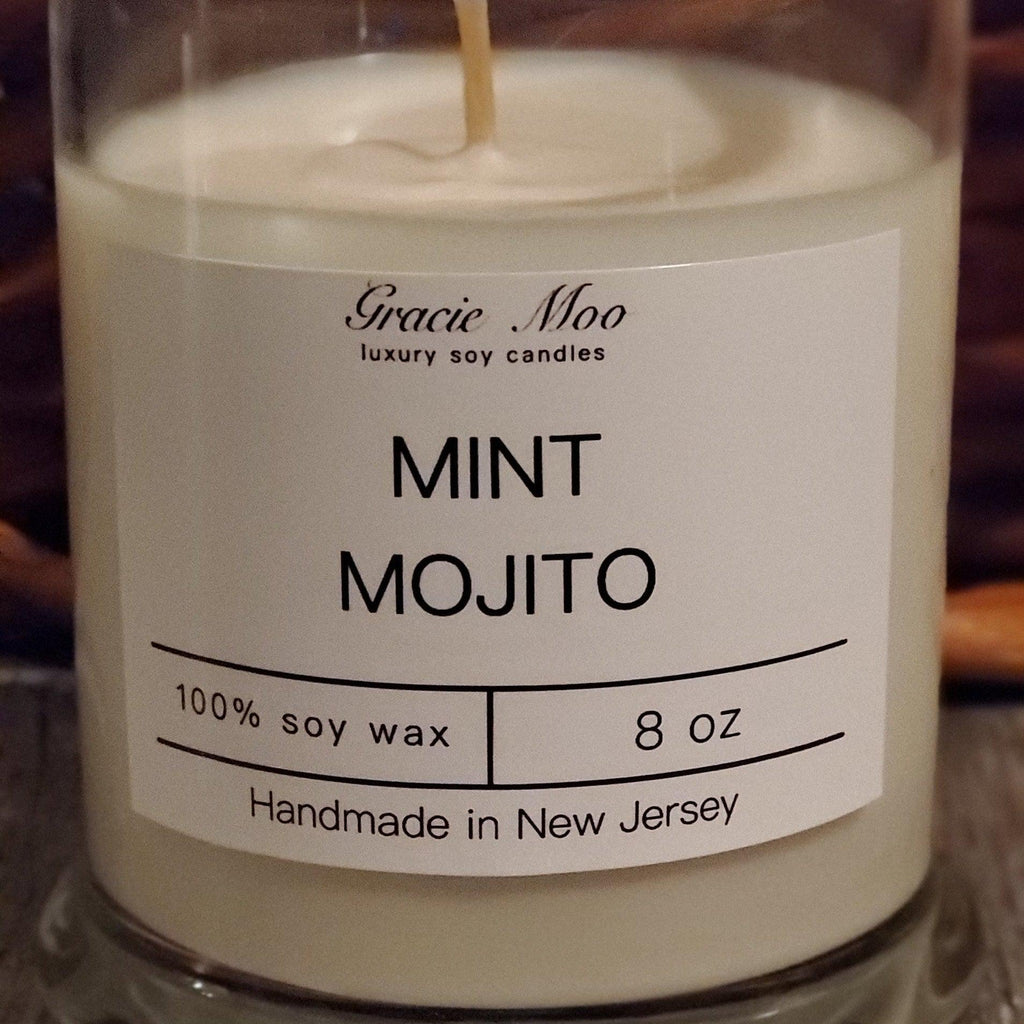 Gracie Moo
luxury soy candles
MINT
MOJITO
100% soy wax
8 oz
Handmade in New Jersey